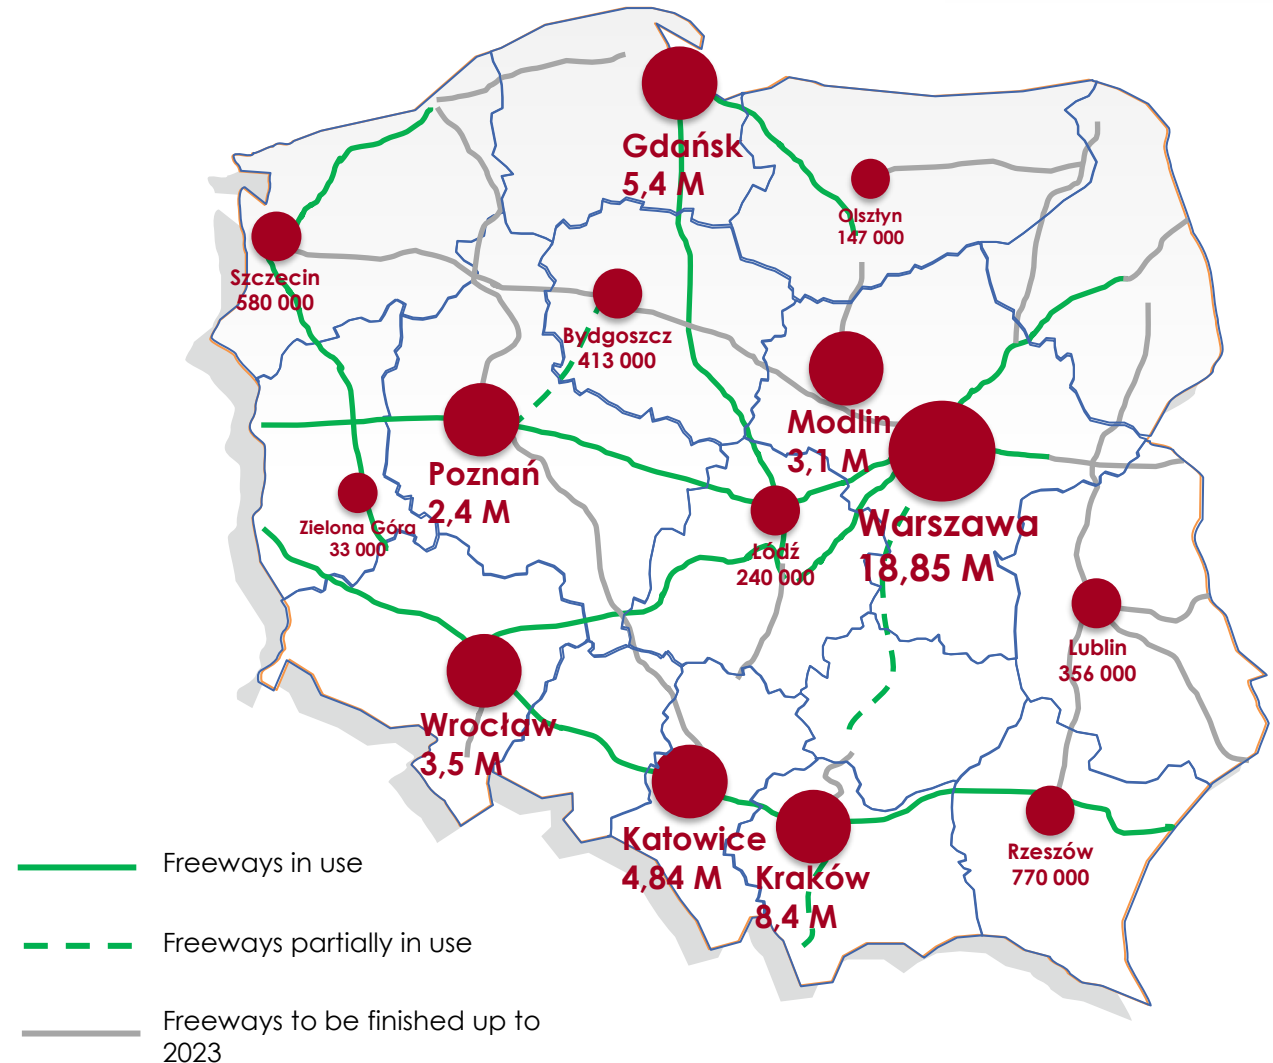 Gdańsk
5,4 M
Olsztyn
147 000
Szczecin
580 000
Bydgoszcz
413 000
Modlin
3,1 M
Poznań
2,4 M
Zielona Góra
33 000
Warszawa
18,85 M
Łódź
240 000
Lublin
356 000
Wrocław
3,5 M
Katowice
4,84 M
Kraków
8,4 M
Rzeszów
770 000
Freeways in use
Freeways partially in use
Freeways to be finished up to
2023